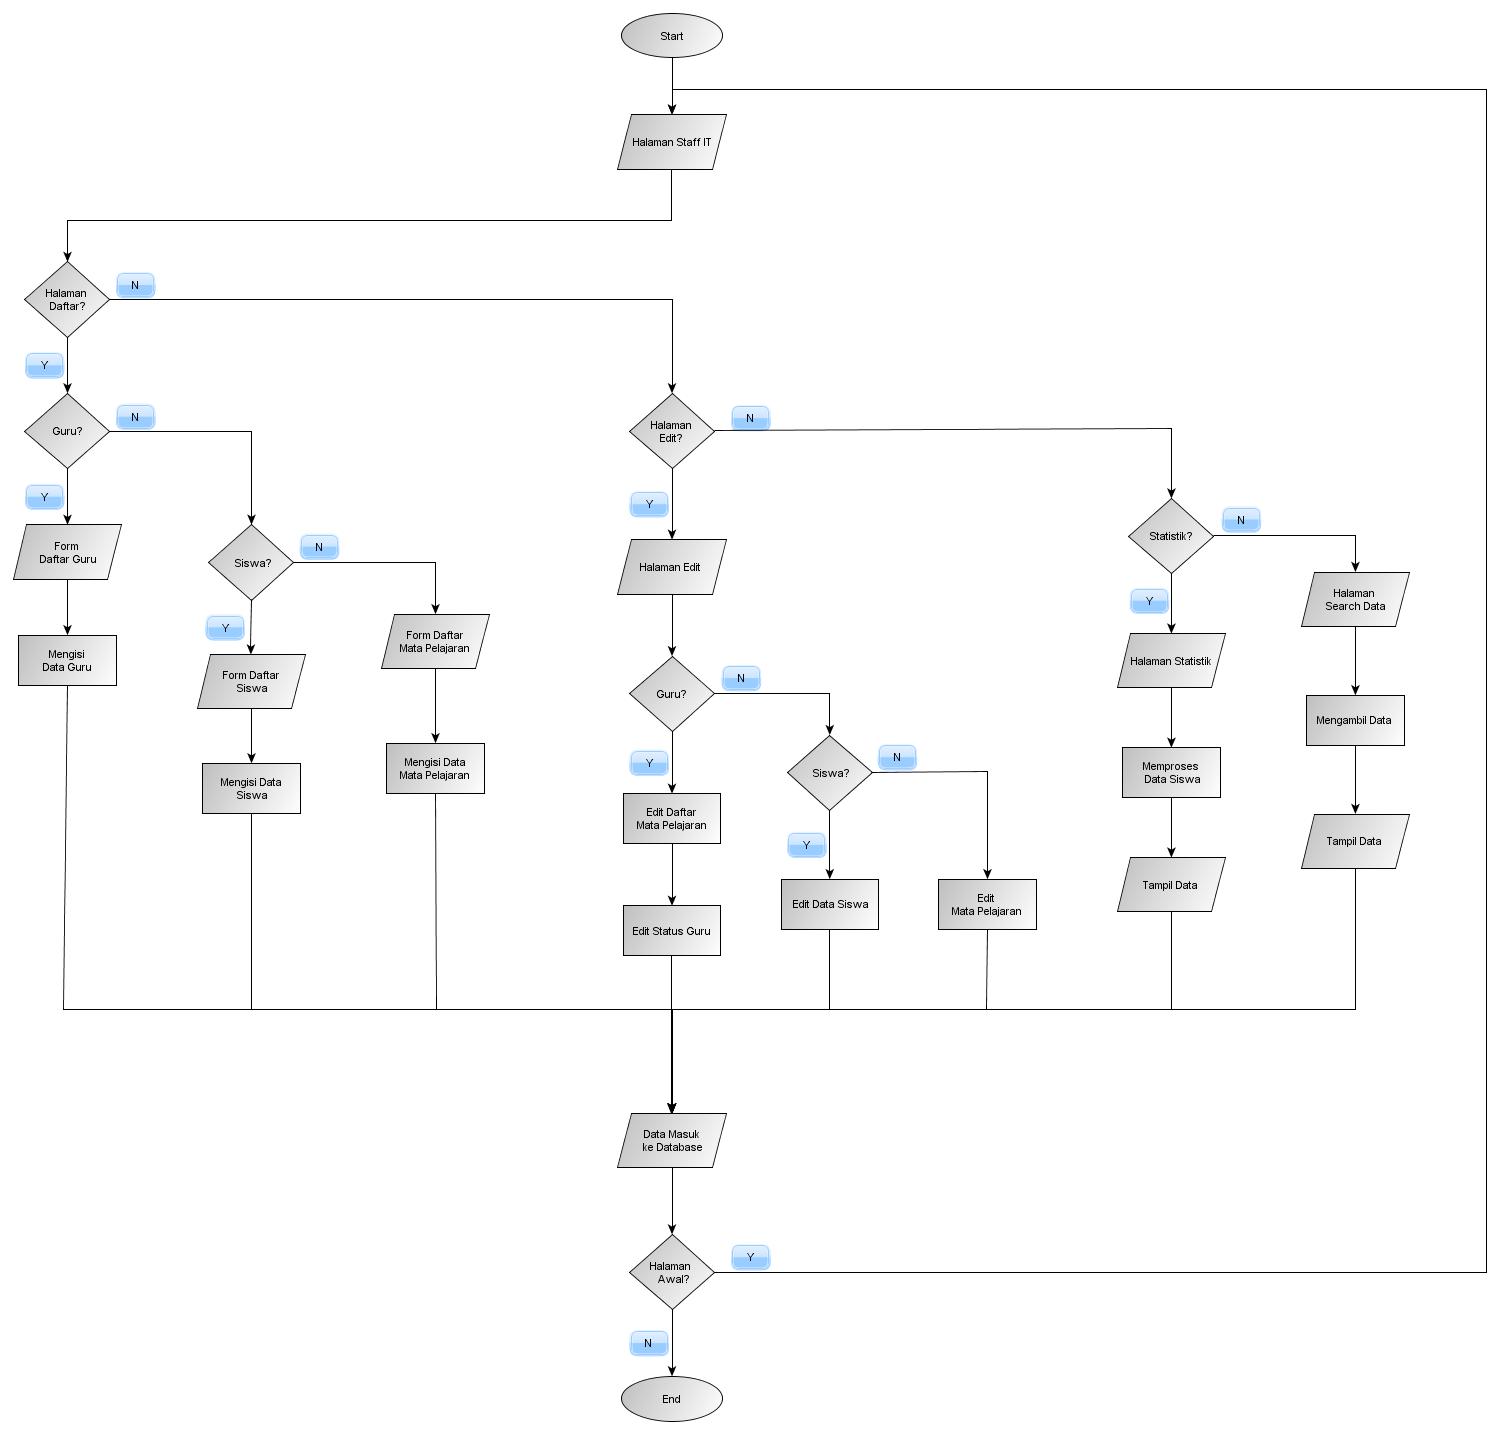 Start
Halaman Staff IT
Halaman
Daftar?
N
Y
Guru?
N
Y
Form
Daftar Guru
Mengisi
Data Guru
Siswa?
N
Y
Form Daftar
Siswa
Mengisi Data
Siswa
Form Daftar
Mata Pelajaran
Mengisi Data
Mata Pelajaran
Halaman
Edit?
N
Y
Halaman Edit
Guru?
N
Y
Edit Daftar
Mata Pelajaran
Edit Status Guru
Siswa?
N
Y
Edit Data Siswa
Edit
Mata Pelajaran
Statistik?
N
Y
Halaman Statistik
Memproses
Data Siswa
Tampil Data
Halaman
Search Data
Mengambil Data
Tampil Data
Data Masuk
ke Database
Halaman
Awal?
Y
N
End